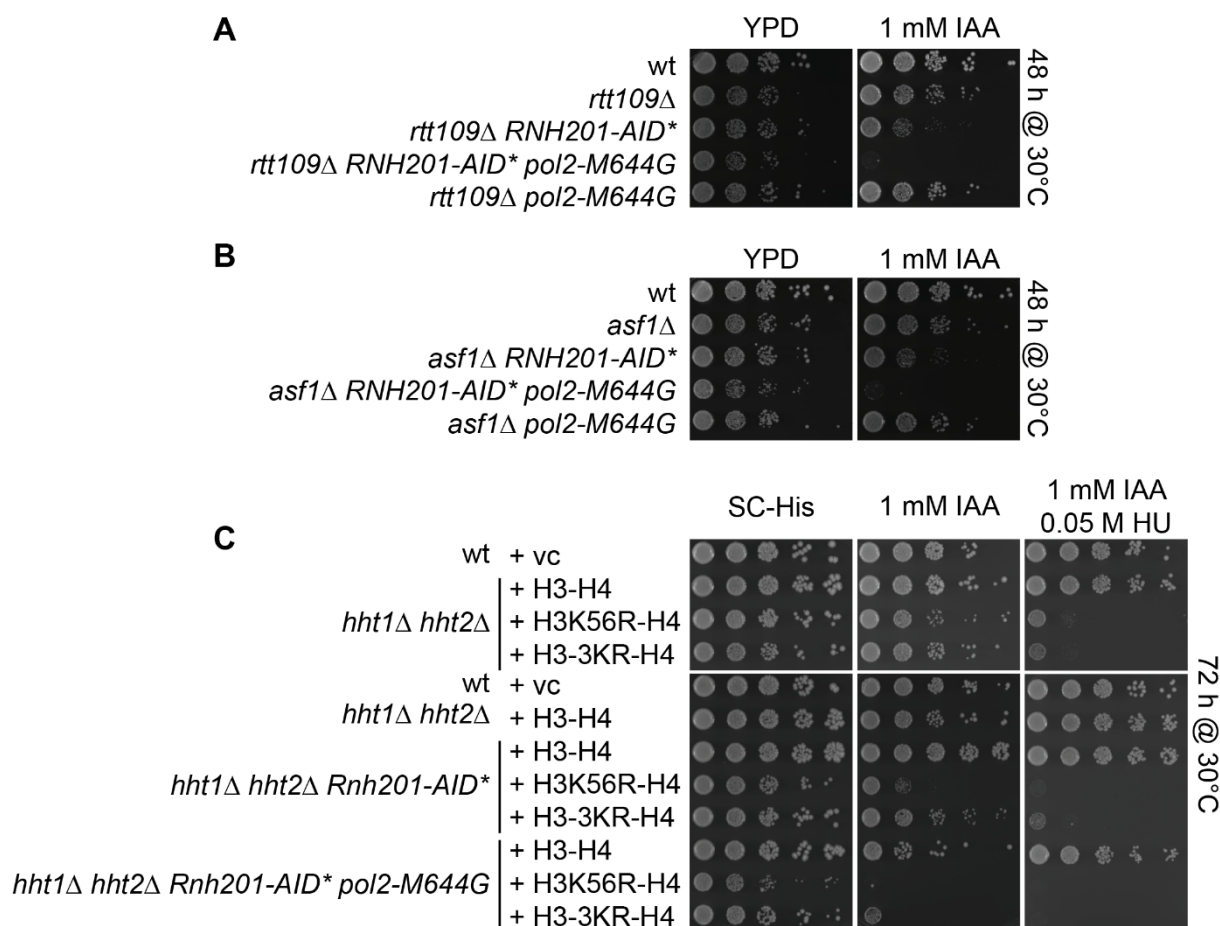 A
YPD
1 mM IAA
wt
rtt109Δ
rtt109Δ RNH201-AID*
rtt109Δ RNH201-AID* pol2-M644G
rtt109Δ pol2-M644G
48 h @ 30°C
B
YPD
1 mM IAA
wt
asf1Δ
asf1Δ RNH201-AID*
asf1Δ RNH201-AID* pol2-M644G
asf1Δ pol2-M644G
48 h @ 30°C
C
SC-His
1 mM IAA
1 mM IAA
0.05 M HU
wt + vc
+ H3-H4
hht1Δ hht2Δ + H3K56R-H4
+ H3-3KR-H4
wt + vc
hht1Δ hht2Δ + H3-H4
+ H3-H4
hht1Δ hht2Δ Rnh201-AID* + H3K56R-H4
+ H3-3KR-H4
+ H3-H4
hht1Δ hht2Δ Rnh201-AID* pol2-M644G + H3K56R-H4
+ H3-3KR-H4
72 h @ 30°C